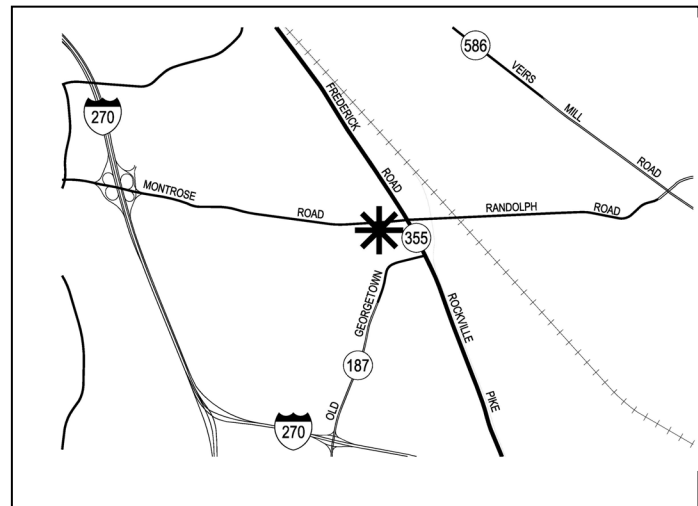 586
VEIRS MILL ROAD
270
FREDERICK ROAD
MONTROSE ROAD
RANDOLPH ROAD
355
OLD GEORGETOWN
187
ROCKVILLE PIKE
270